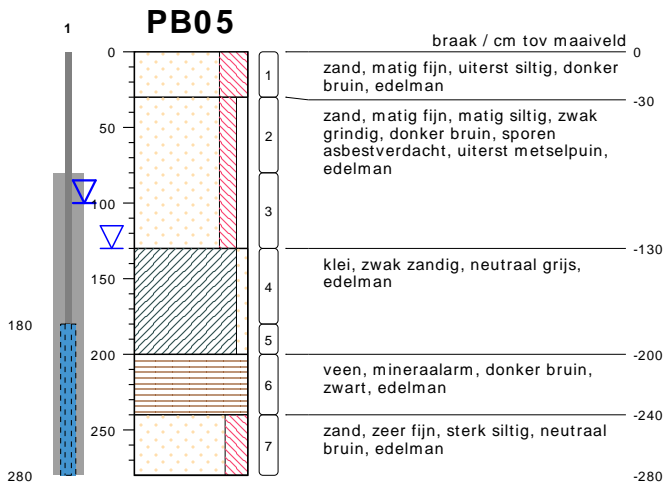 PB05
1
braak / cm tov maaiveld
0
0
1
zand, matig fijn, uiterst siltig, donker
bruin, edelman
-30
50
2
zand, matig fijn, matig siltig, zwak
grindig, donker bruin, sporen
asbestverdacht, uiterst metselpuin,
edelman
100
3
-130
150
4
klei, zwak zandig, neutraal grijs,
edelman
180
5
200
-200
6
veen, mineraalarm, donker bruin,
zwart, edelman
-240
250
7
zand, zeer fijn, sterk siltig, neutraal
bruin, edelman
280
-280